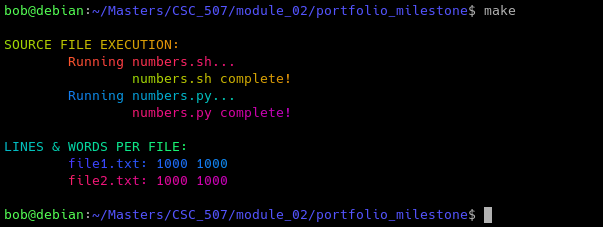 bob@debian:~/Masters/CSC_507/module_02/portfolio_milestone$ make
SOURCE FILE EXECUTION:
Running numbers.sh...
numbers.sh complete!
Running numbers.py...
numbers.py complete!
LINES & WORDS PER FILE:
file1.txt: 1000 1000
file2.txt: 1000 1000
bob@debian:~/Masters/CSC_507/module_02/portfolio_milestone$